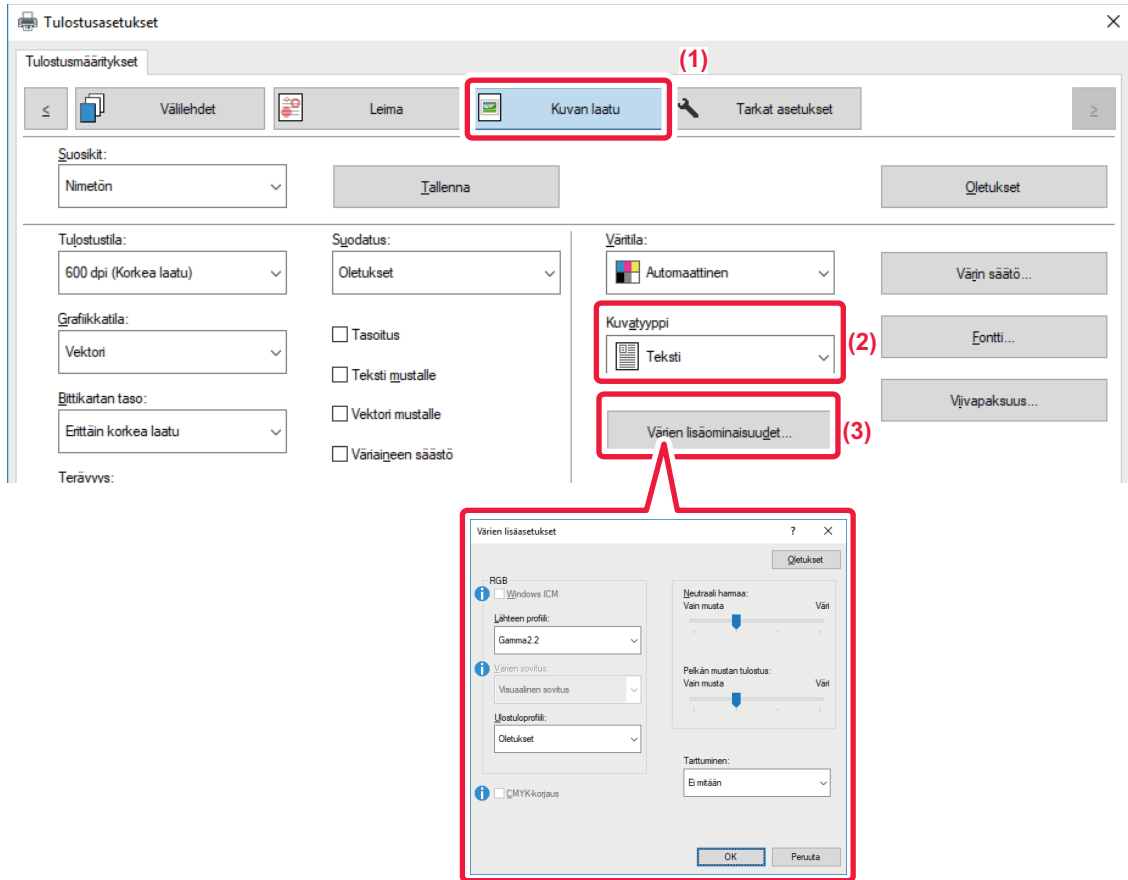 Tulostusasetukset
Tulostusmääritykset
(1)
< Välilehdet Leima Kuvan laatu Tarkat asetukset >
Suosikit:
Nimetön Tallenna Oletukset
Tulostustila: Suodatus: Väritila:
600 dpi (Korkea laatu) Oletukset Automaattinen Värin säätö...
Grafiikkatila: Tasoitus Kuvatyyppi Fontti...
Vektori Teksti (2)
Teksti mustalle
Bittikartan taso: Vektori mustalle Viivapaksuus...
Erittäin korkea laatu Värien lisäominaisuudet... (3)
Väriaineen säästö
Terävyys:
Värien lisäasetukset ?
Oletukset
RGB
Windows ICM
Lähteen profiili:
Gamma2.2
Värien sovitus:
Visuaalinen sovitus
Ulostuloprofiili:
Oletukset
CMYK-korjaus
Neutraali harmaa:
Vain musta Väri
Pelkän mustan tulostus:
Vain musta Väri
Tarttuminen:
Ei mitään
OK Peruuta